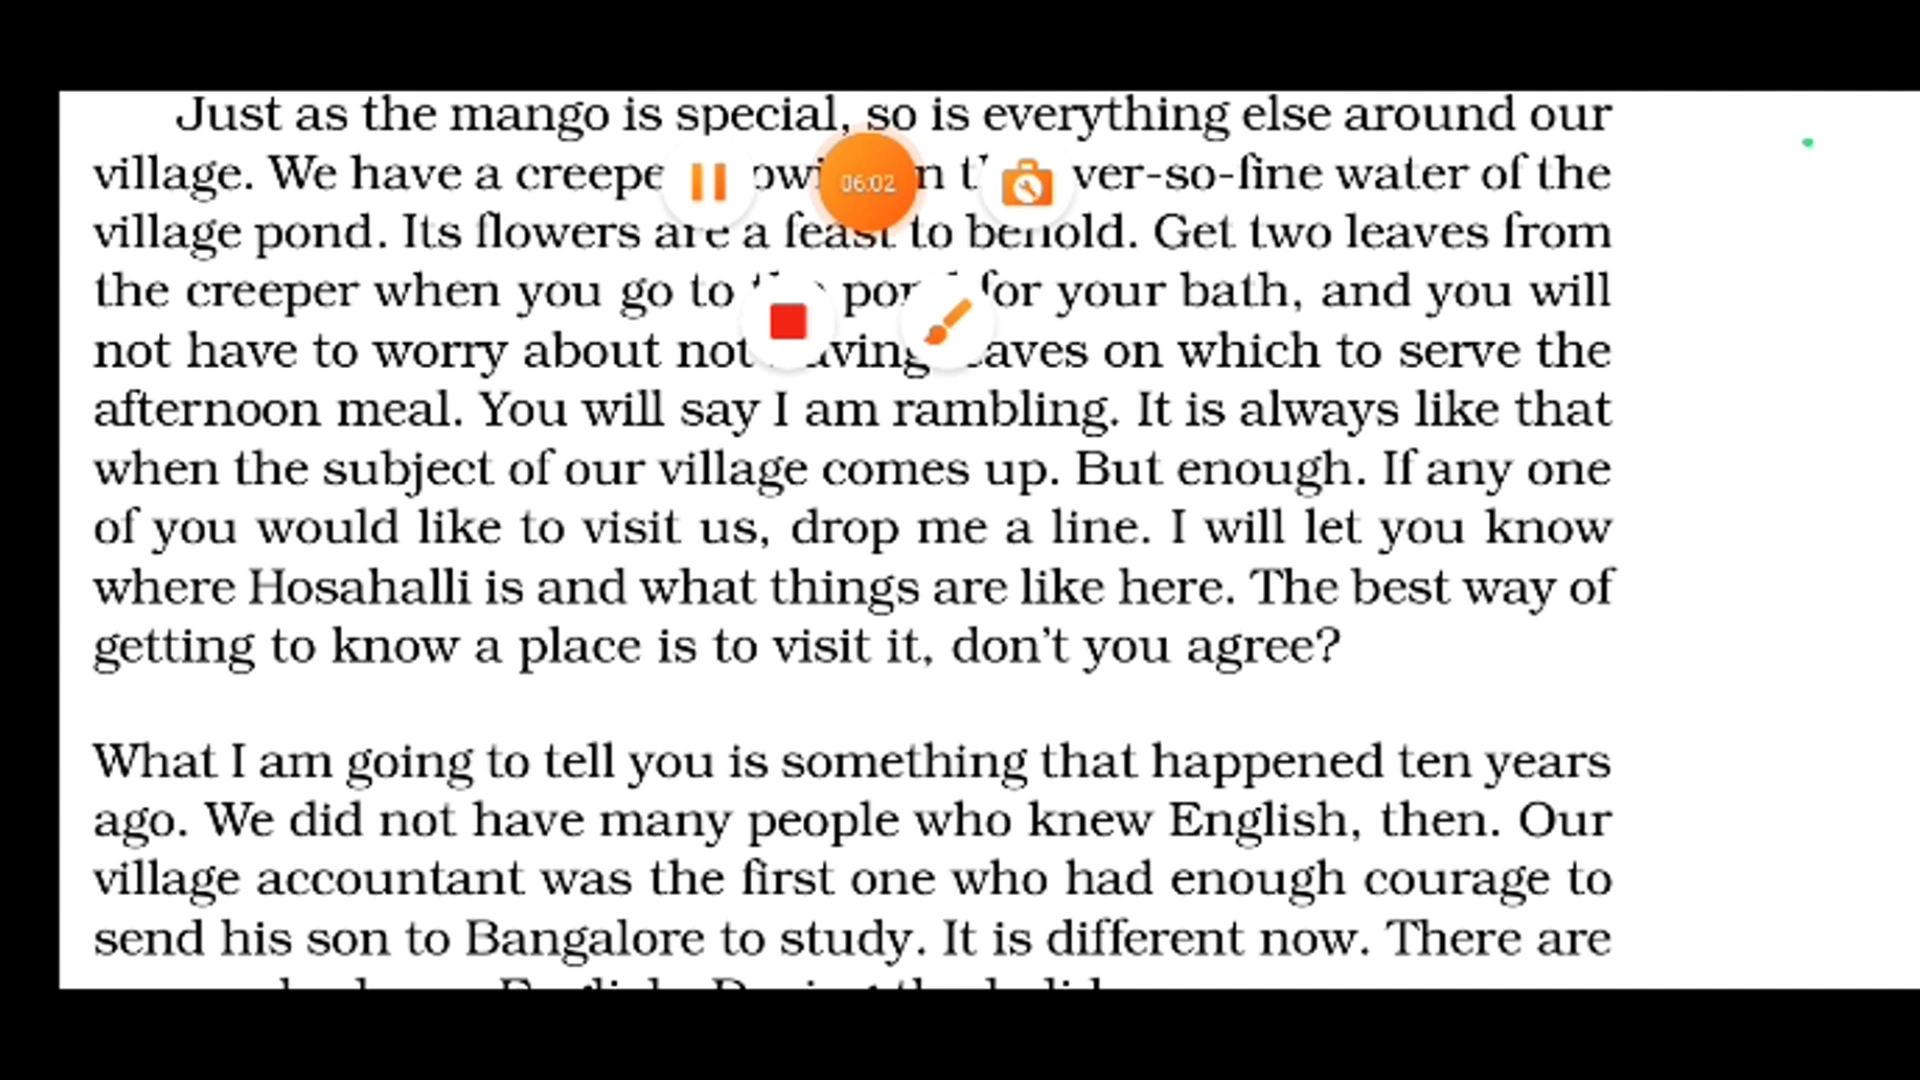 Just as the mango is special, so is everything else around our
village. We have a 06:02 water of the
village pond. Its flowers are a feast to behold. Get two leaves from
the creeper when you go to for your bath, and you will
not have to worry about not on which to serve the
afternoon meal. You will say I am rambling. It is always like that
when the subject of our village comes up. But enough. If any one
of you would like to visit us, drop me a line. I will let you know
where Hosahalli is and what things are like here. The best way of
getting to know a place is to visit it, don't you agree?
What I am going to tell you is something that happened ten years
ago. We did not have many people who knew English, then. Our
village accountant was the first one who had enough courage to
send his son to Bangalore to study. It is different now. There are